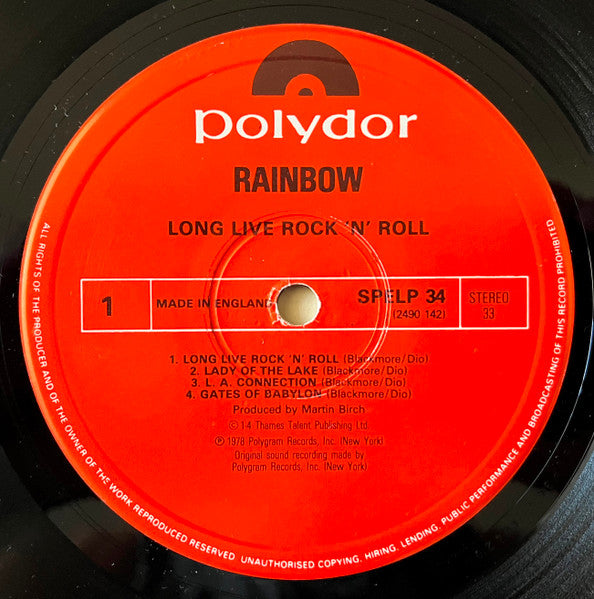 polydor
RAINBOW
LONG LIVE ROCK 'N' ROLL
1
MADE IN ENGLAND
SPELP 34
(2490 142)
STEREO
33
1. LONG LIVE ROCK 'N' ROLL (Blackmore/Dio)
2. LADY OF THE LAKE (Blackmore/Dio)
3. L. A. CONNECTION (Blackmore/Dio)
4. GATES OF BABYLON (Blackmore/Dio)
Produced by Martin Birch
© 1-4 Thames Talent Publishing Ltd.
℗ 1978 Polygram Records, Inc. (New York)
Original sound recording made by
Polygram Records, Inc. (New York)
ALL RIGHTS OF THE PRODUCER AND OF THE OWNER OF THE WORK REPRODUCED RESERVED. UNAUTHORISED COPYING, HIRING, LENDING, PUBLIC PERFORMANCE AND BROADCASTING OF THIS RECORD PROHIBITED